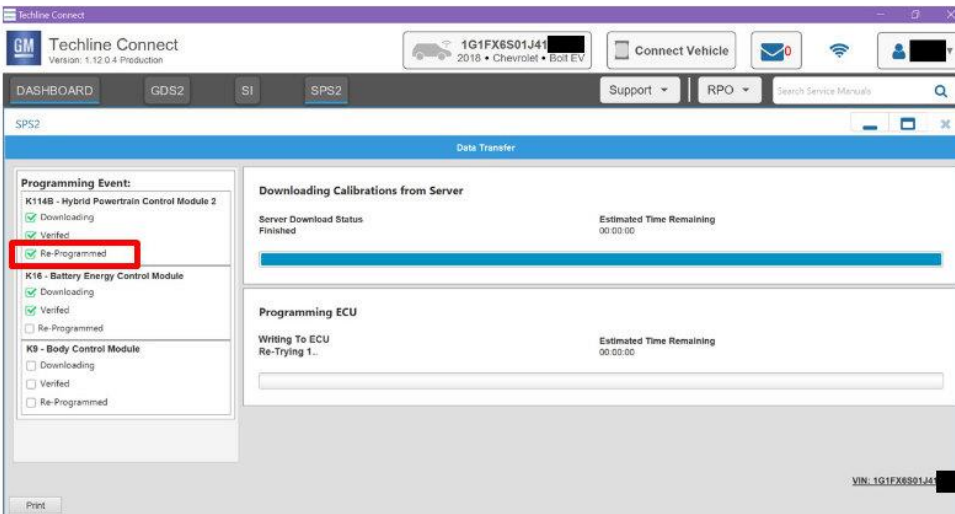 Techline Connect
GM
Techline Connect
Version: 1.12.0.4 Production
1G1FX6S01J41
2018 • Chevrolet • Bolt EV
Connect Vehicle
0
DASHBOARD GDS2 SI SPS2
Support RPO Search Service Manuals
SPS2
Data Transfer
Programming Event:
K114B - Hybrid Powertrain Control Module 2
Downloading
Verifed
Re-Programmed
K16 - Battery Energy Control Module
Downloading
Verifed
Re-Programmed
K9 - Body Control Module
Downloading
Verifed
Re-Programmed
Downloading Calibrations from Server
Server Download Status Estimated Time Remaining
Finished 00:00:00
Programming ECU
Writing To ECU Estimated Time Remaining
Re-Trying 1.. 00:00:00
VIN: 1G1FX6S01J41
Print